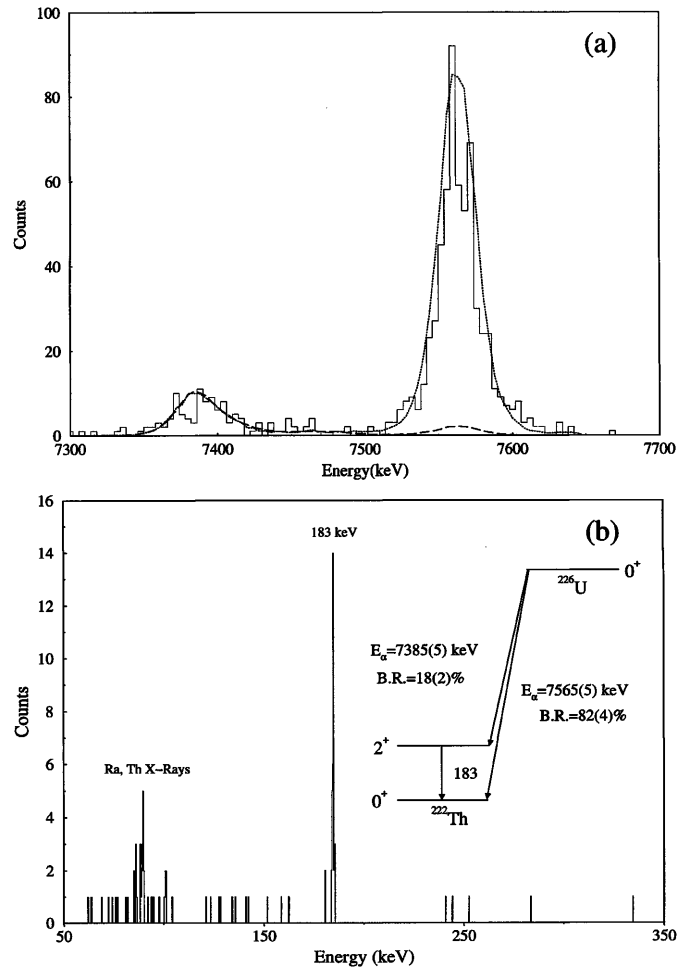 100
80
60
40
20
0
Counts
(a)
7300 7400 7500 7600 7700
Energy(keV)
16
14
12
10
8
6
4
2
0
Counts
(b)
183 keV
Ra, Th X-Rays
226U 0+
Eα=7385(5) keV
B.R.=18(2)%
Eα=7565(5) keV
B.R.=82(4)%
2+
183
0+
222Th
50 150 250 350
Energy (keV)